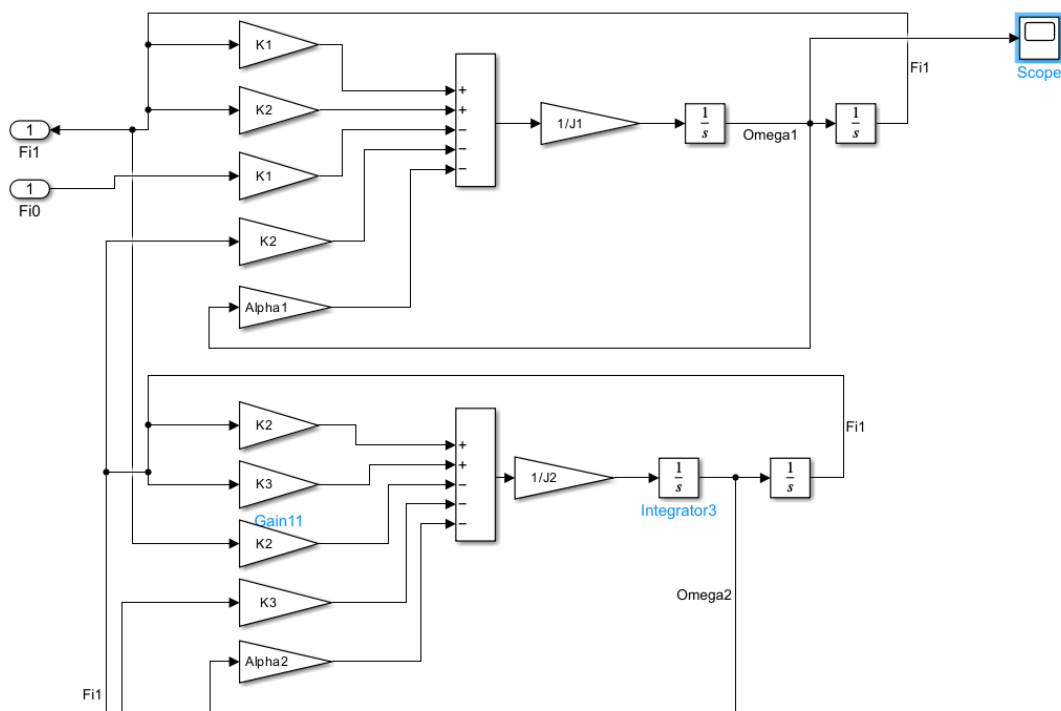 K1
Scope
Fi1
K2
+
+
−
−
−
1/J1
1
s
Omega1
1
s
1
Fi1
K1
1
Fi0
K2
Alpha1
K2
Fi1
K3
+
+
−
−
−
1/J2
1
s
1
s
Integrator3
Gain11
K2
K3
Omega2
Alpha2
Fi1